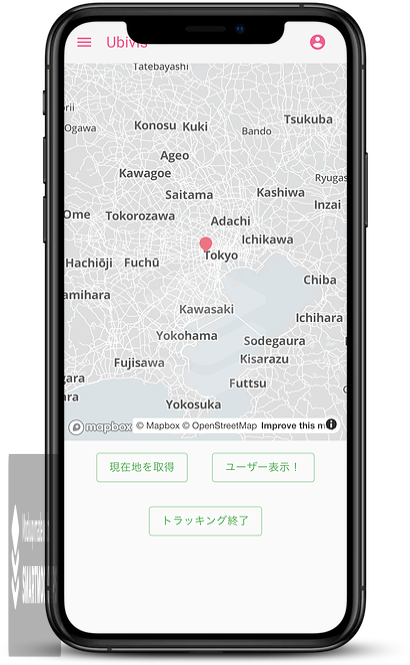 Ubivis
Tatebayashi
Ogawa
Konosu Kuki
Bando
Tsukuba
Ageo
Kawagoe
Saitama
Kashiwa
Ryugas
Inzai
Ome
Tokorozawa
Adachi
Ichikawa
Tokyo
Hachiōji
Fuchū
Chiba
amihara
Kawasaki
Ichihara
Yokohama
Sodegaura
Kisarazu
Fujisawa
gara
ara
Futtsu
Yokosuka
mapbox © Mapbox © OpenStreetMap Improve this m
現在地を取得
ユーザー表示！
トラッキング終了